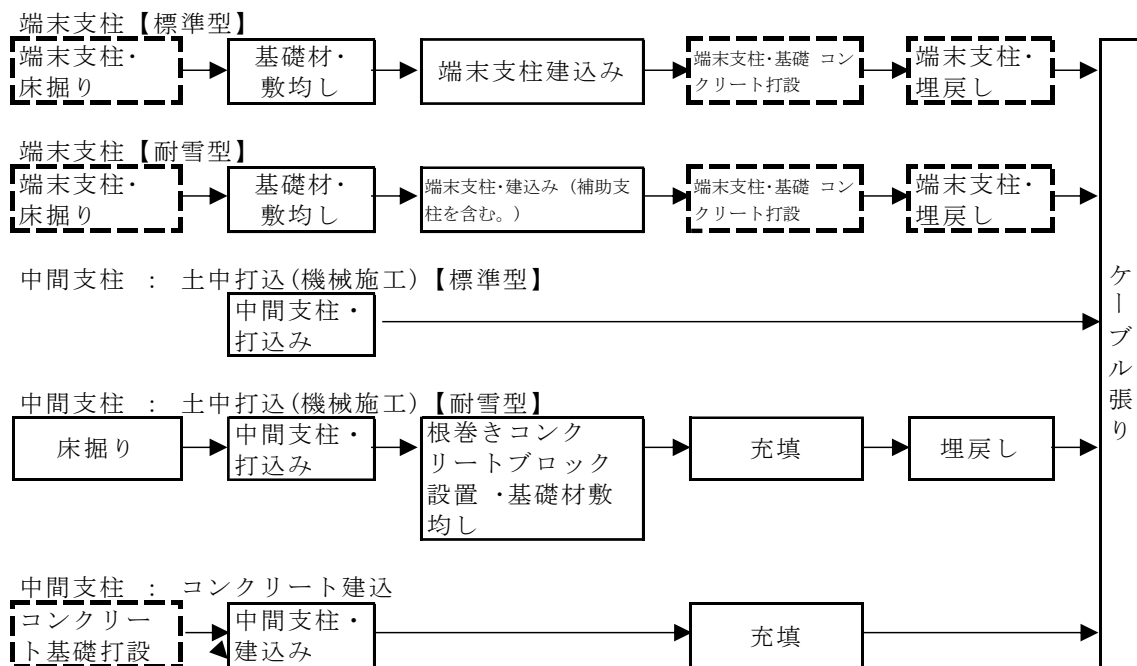 端末支柱【標準型】
端末支柱・
床掘り
基礎材・
敷均し
端末支柱建込み
端末支柱・基礎 コン
クリート打設
端末支柱・
埋戻し
端末支柱【耐雪型】
端末支柱・
床掘り
基礎材・
敷均し
端末支柱・建込み（補助支
柱を含む。）
端末支柱・基礎 コン
クリート打設
端末支柱・
埋戻し
中間支柱 ： 土中打込(機械施工)【標準型】
中間支柱・
打込み
中間支柱 ： 土中打込(機械施工)【耐雪型】
床掘り
中間支柱・
打込み
根巻きコンク
リートブロック
設置 ・基礎材敷
均し
充填
埋戻し
中間支柱 ： コンクリート建込
コンクリー
ト基礎打設
中間支柱・
建込み
充填
ケーブル張り